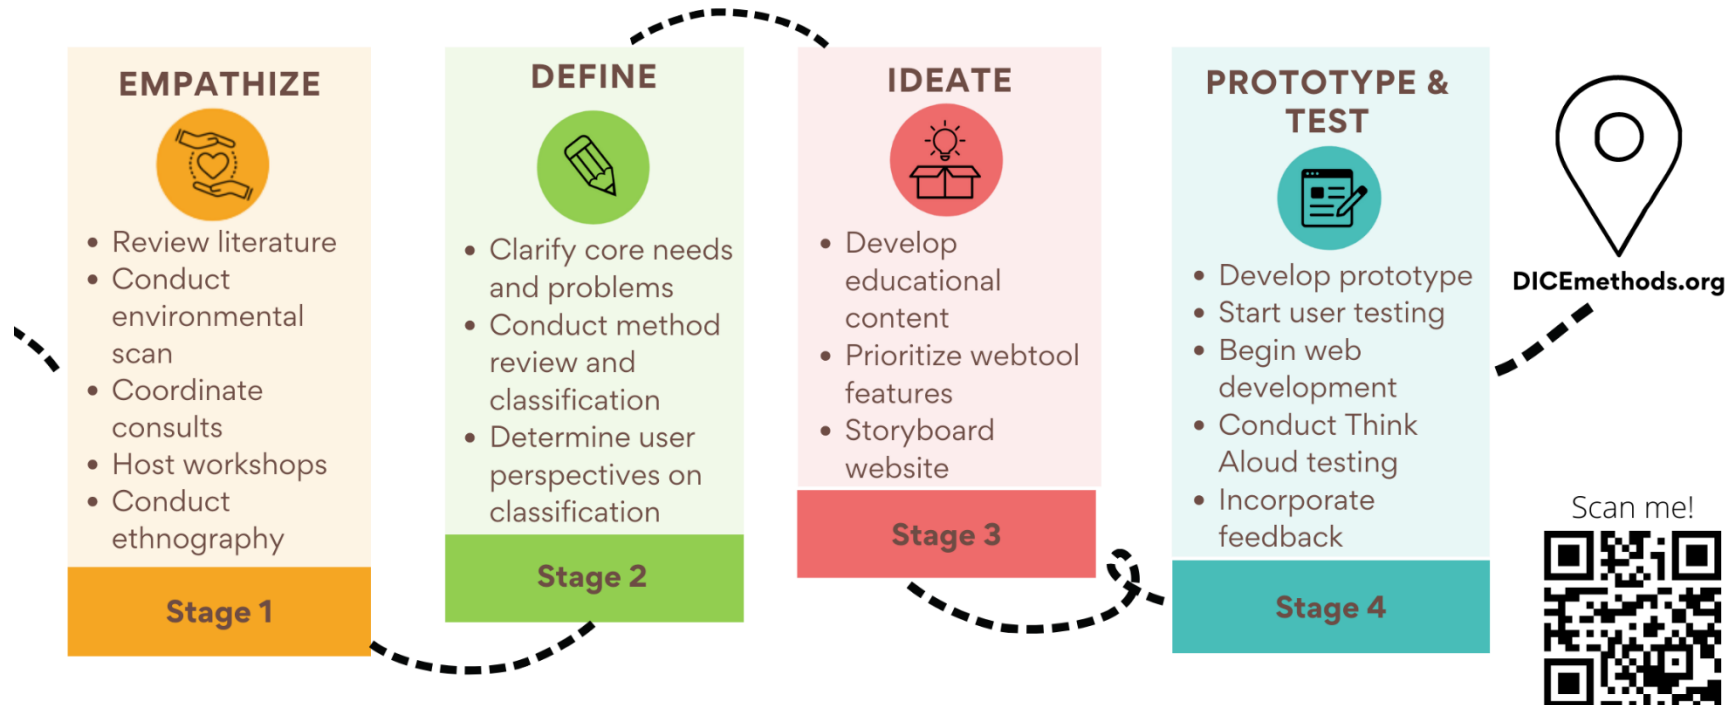 EMPATHIZE
• Review literature
• Conduct
environmental
scan
• Coordinate
consults
• Host workshops
• Conduct
ethnography
Stage 1
DEFINE
• Clarify core needs
and problems
• Conduct method
review and
classification
• Determine user
perspectives on
classification
Stage 2
IDEATE
• Develop
educational
content
• Prioritize webtool
features
• Storyboard
website
Stage 3
PROTOTYPE &
TEST
• Develop prototype
• Start user testing
• Begin web
development
• Conduct Think
Aloud testing
• Incorporate
feedback
Stage 4
DICEmethods.org
Scan me!